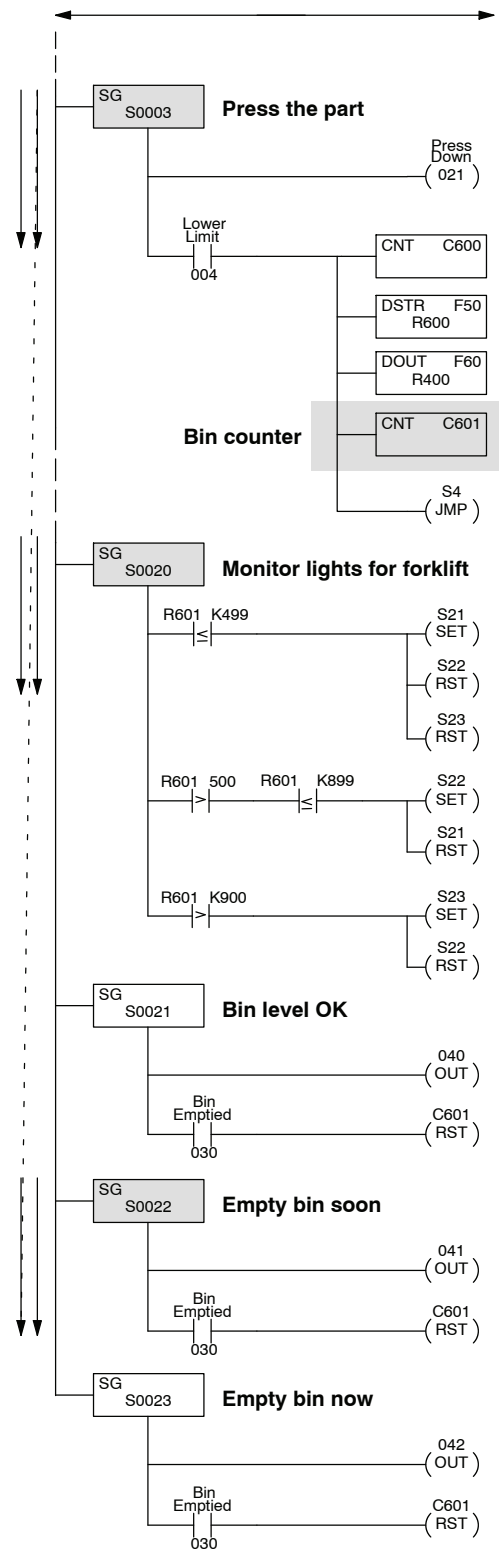 SG
S0003
Press the part
Press
Down
021
Lower
Limit
004
CNT C600
DSTR F50
R600
DOUT F60
R400
Bin counter
CNT C601
S4
JMP
SG
S0020
Monitor lights for forklift
R601 K499
≤
S21
SET
S22
RST
S23
RST
R601 500
>
R601 K899
≤
S22
SET
S21
RST
R601 K900
>
S23
SET
S22
RST
SG
S0021
Bin level OK
040
OUT
Bin
Emptied
030
C601
RST
SG
S0022
Empty bin soon
041
OUT
Bin
Emptied
030
C601
RST
SG
S0023
Empty bin now
042
OUT
Bin
Emptied
030
C601
RST